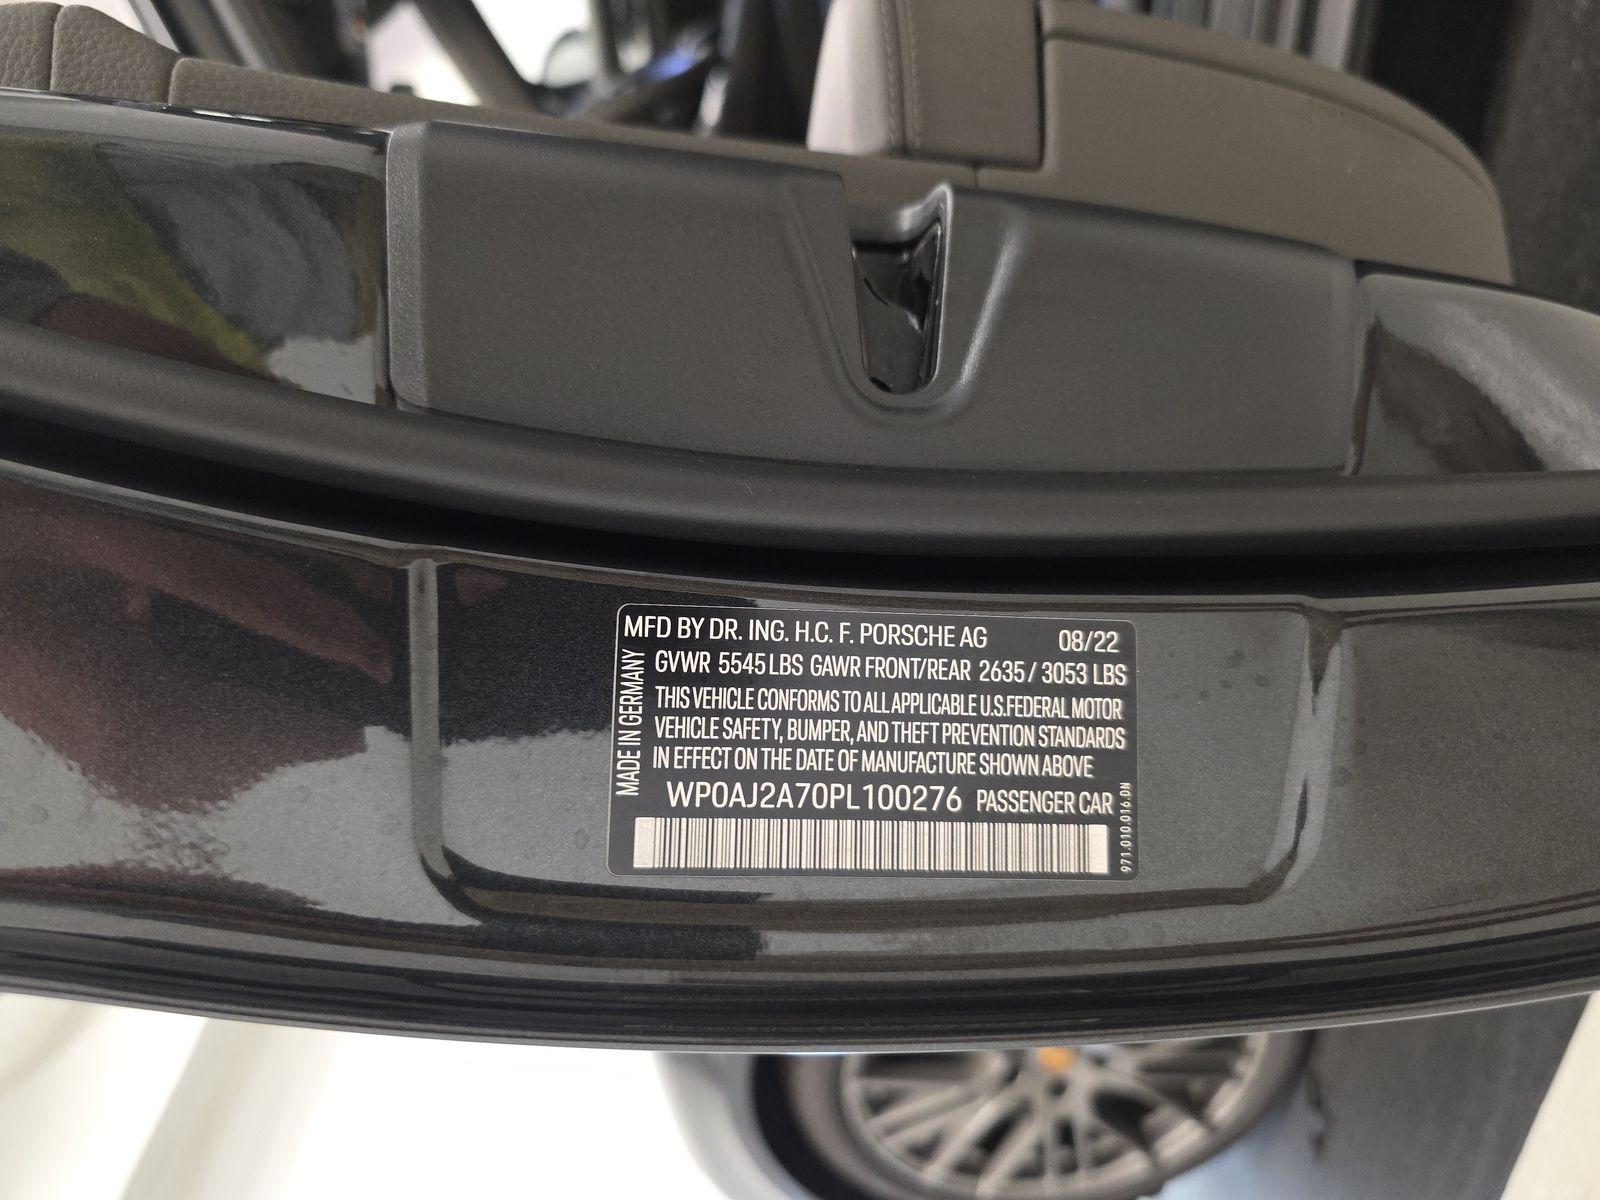 MFD BY DR. ING. H.C. F. PORSCHE AG 08/22
GVWR 5545 LBS GAWR FRONT/REAR 2635 / 3053 LBS
THIS VEHICLE CONFORMS TO ALL APPLICABLE U.S.FEDERAL MOTOR
VEHICLE SAFETY, BUMPER, AND THEFT PREVENTION STANDARDS
IN EFFECT ON THE DATE OF MANUFACTURE SHOWN ABOVE
WP0AJ2A70PL100276 PASSENGER CAR
MADE IN GERMANY
971.010.016.DN